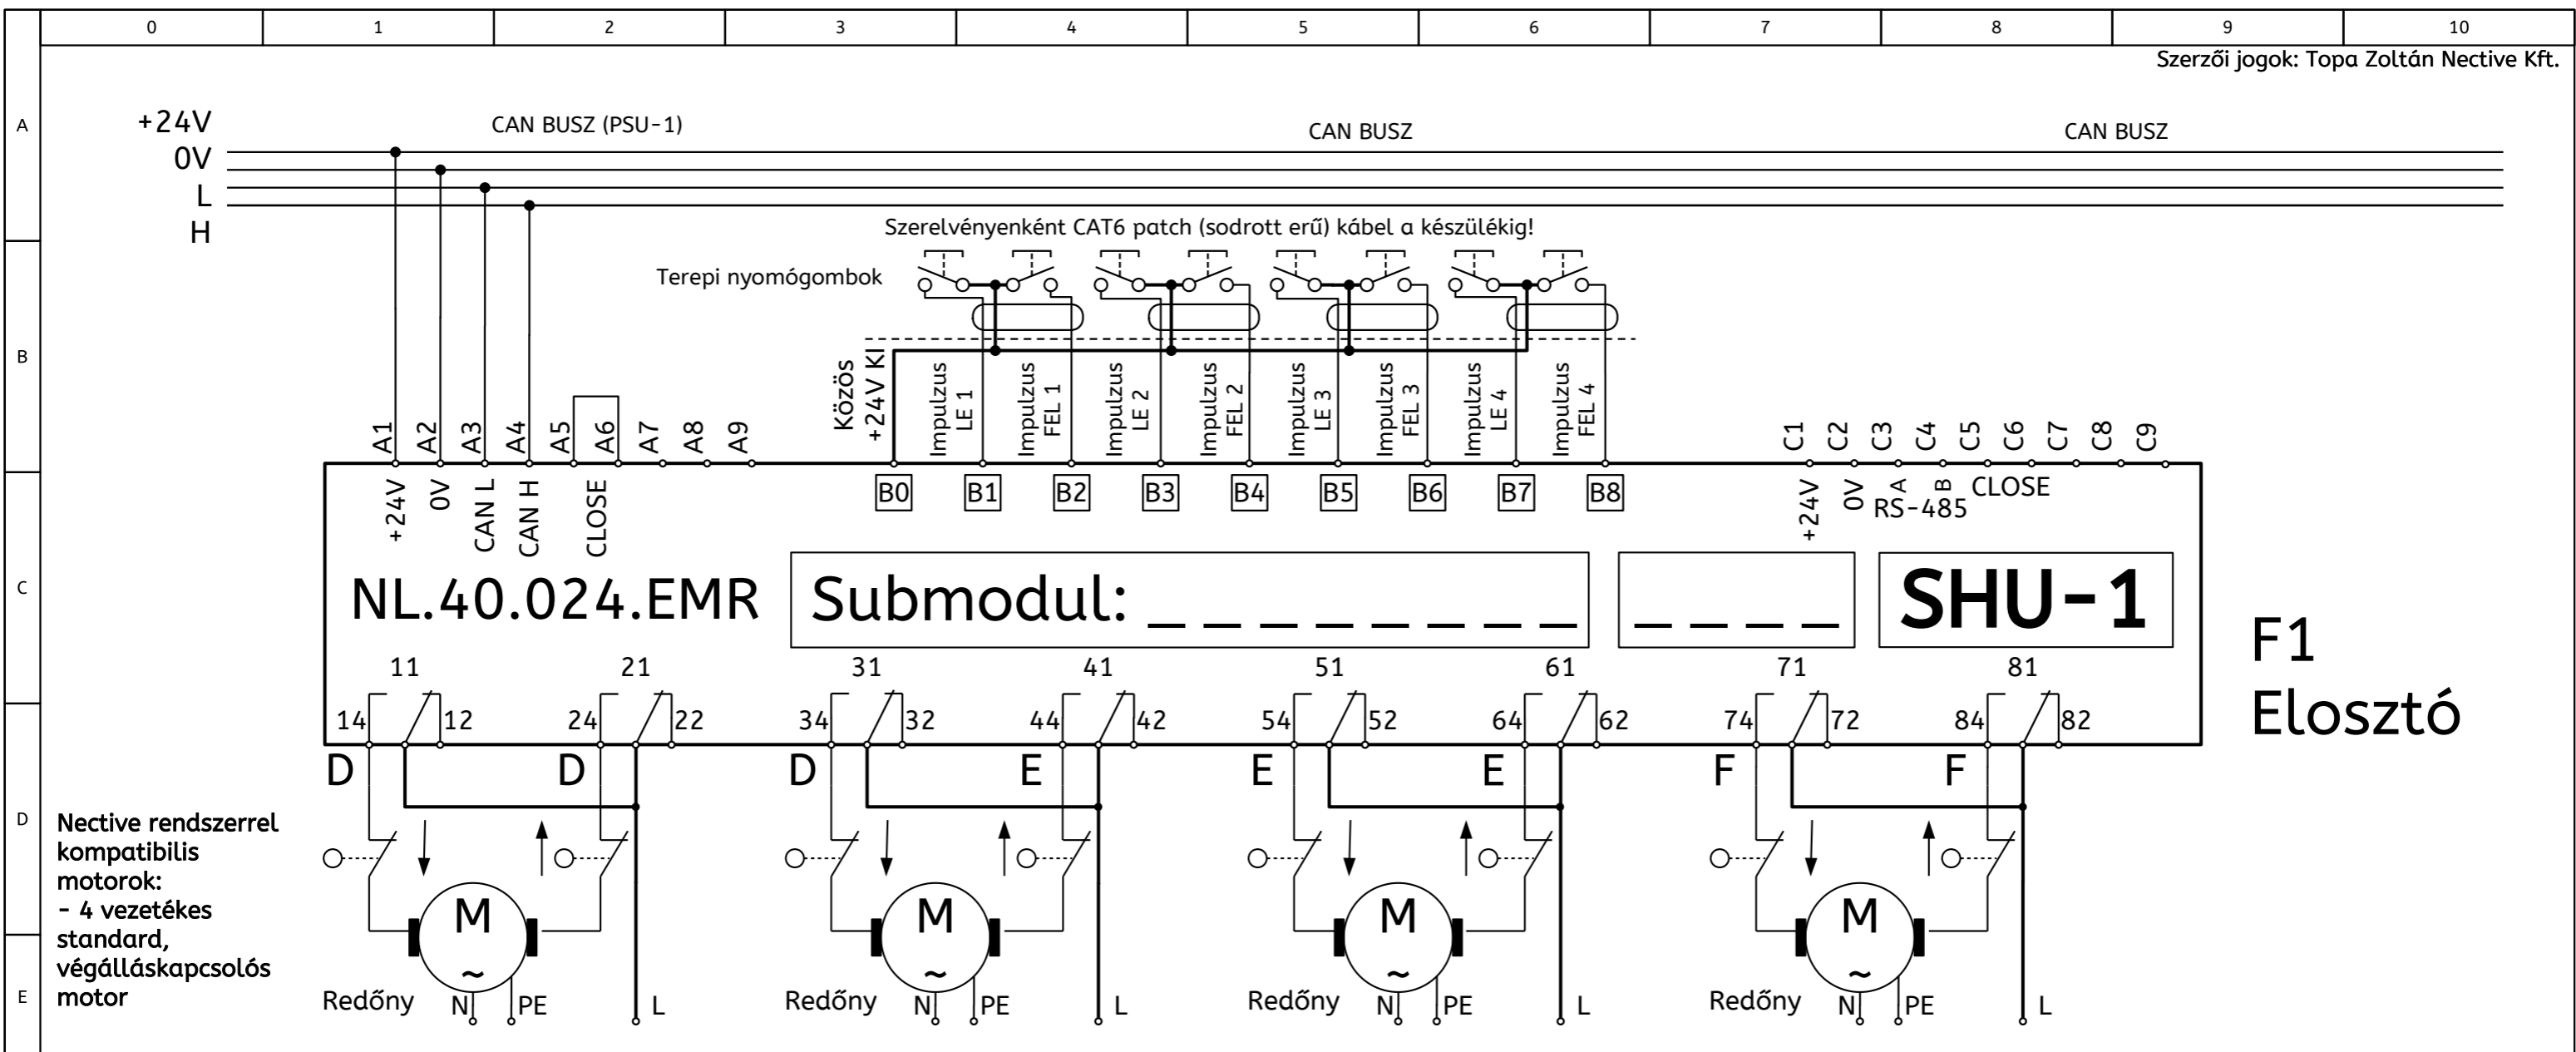 0 1 2 3 4 5 6 7 8 9 10
Szerzői jogok: Topa Zoltán Nective Kft.
A
+24V
0V
L
H
CAN BUSZ (PSU-1)
CAN BUSZ
CAN BUSZ
Szerelvényenként CAT6 patch (sodrott erű) kábel a készülékig!
Terepi nyomógombok
B
Közös
+24V KI
Impulzus
LE 1
Impulzus
FEL 1
Impulzus
LE 2
Impulzus
FEL 2
Impulzus
LE 3
Impulzus
FEL 3
Impulzus
LE 4
Impulzus
FEL 4
A1 A2 A3 A4 A5 A6 A7 A8 A9
C1 C2 C3 C4 C5 C6 C7 C8 C9
+24V 0V CAN L CAN H CLOSE
B0 B1 B2 B3 B4 B5 B6 B7 B8
+24V 0V A B CLOSE
RS-485
C
NL.40.024.EMR
Submodul: _ _ _ _ _ _ _ _
_ _ _ _
SHU-1
F1
Elosztó
11 21 31 41 51 61 71 81
14 12 24 22 34 32 44 42 54 52 64 62 74 72 84 82
D D D E E E F F
D
Nective rendszerrel
kompatibilis
motorok:
- 4 vezetékes
standard,
végálláskapcsolós
motor
M M M M
~ ~ ~ ~
E
Redőny N PE L
Redőny N PE L
Redőny N PE L
Redőny N PE L